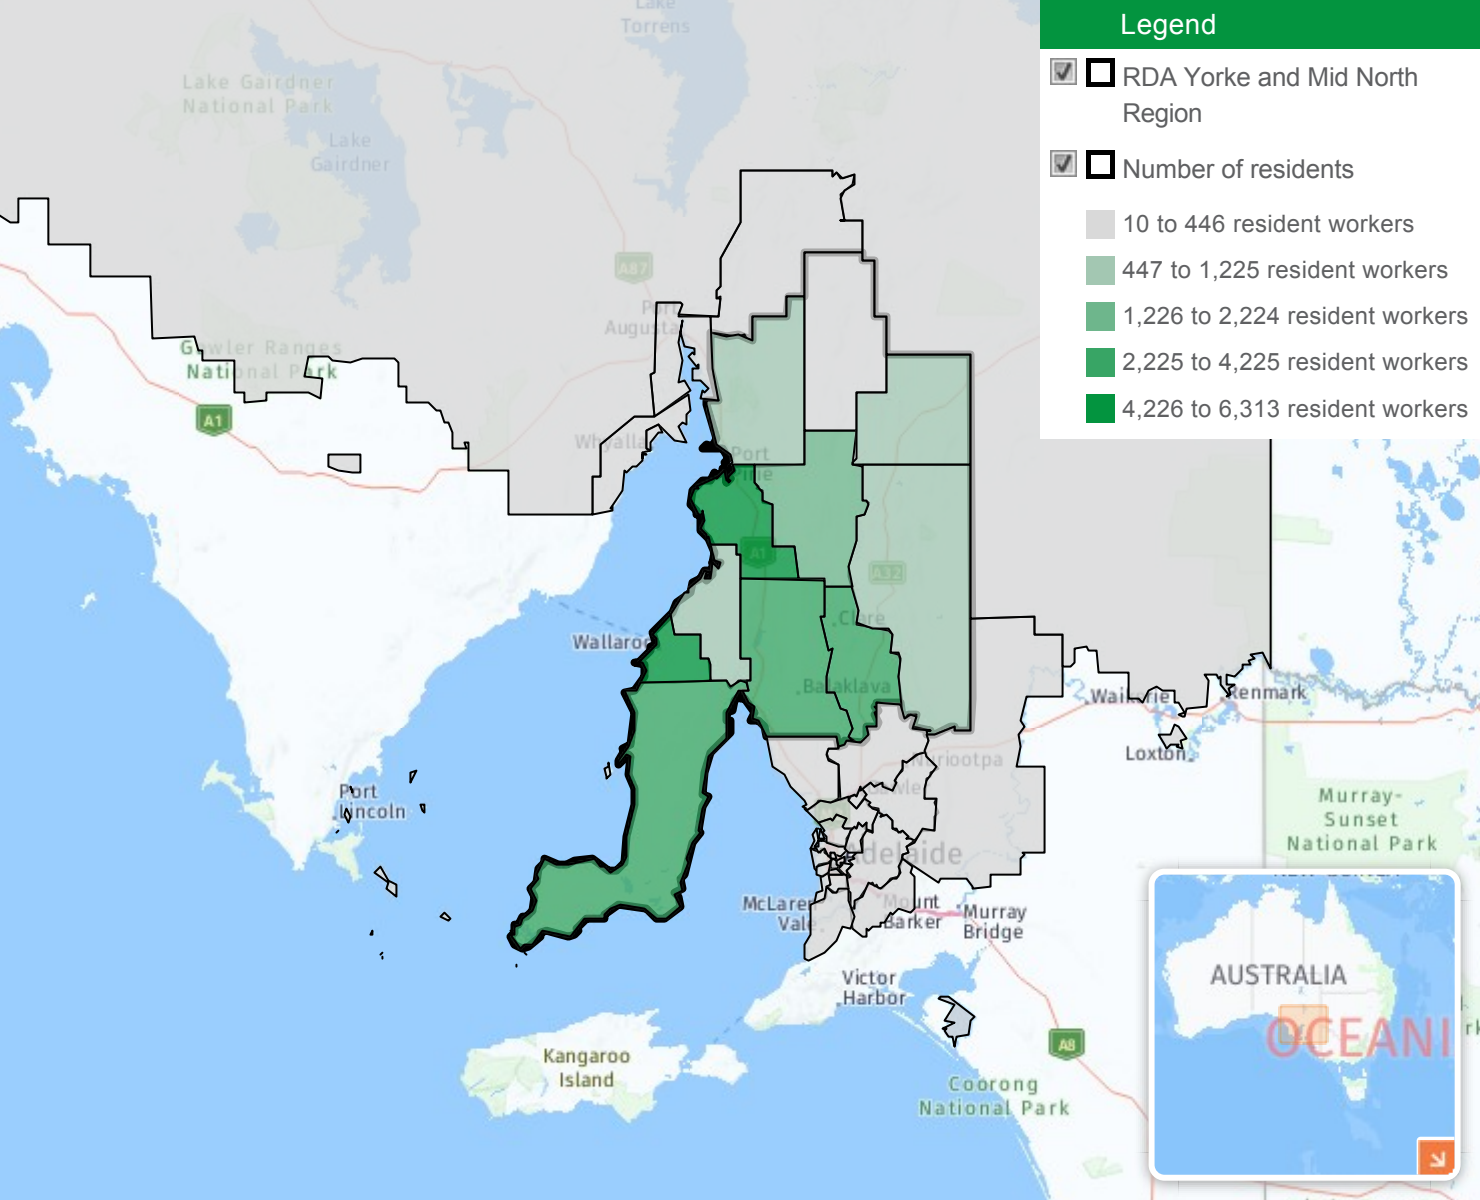 Legend
RDA Yorke and Mid North
Region
Number of residents
10 to 446 resident workers
447 to 1,225 resident workers
1,226 to 2,224 resident workers
2,225 to 4,225 resident workers
4,226 to 6,313 resident workers
Lake
Torrens
Lake Gairdner
National Park
Lake
Gairdner
A87
Port
Augusta
Gawler Ranges
National Park
A1
Whyalla
Port
Pirie
A1
A32
Clare
Wallaroo
Balaklava
Waikerie
Renmark
Loxton
Nuriootpa
Port
Lincoln
Murray-
Sunset
National Park
Adelaide
McLaren
Vale
Mount
Barker
Murray
Bridge
Victor
Harbor
Kangaroo
Island
A8
Coorong
National Park
AUSTRALIA
OCEANI